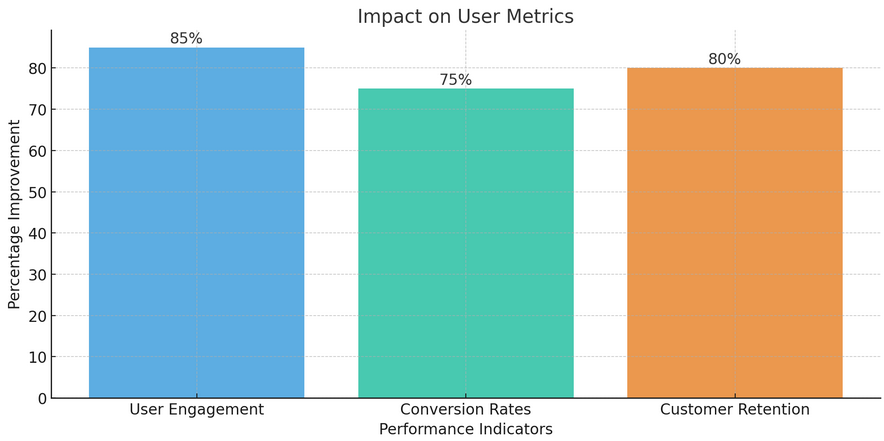 Impact on User Metrics
85%
75%
80%
Percentage Improvement
80
70
60
50
40
30
20
10
0
User Engagement
Conversion Rates
Customer Retention
Performance Indicators